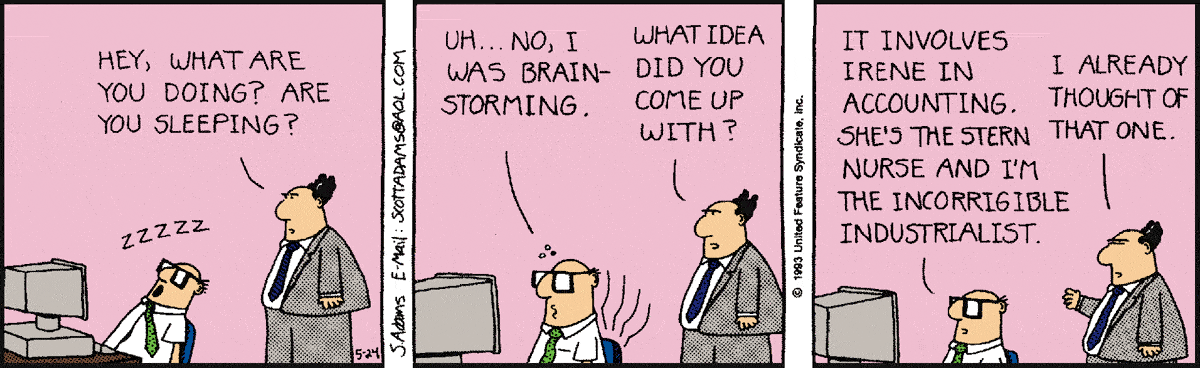 HEY, WHAT ARE
YOU DOING? ARE
YOU SLEEPING?
ZZZZZ
5-24
S.Adams E-Mail: SCOTTADAMS@AOL.COM
UH... NO, I
WAS BRAIN-
STORMING.
WHAT IDEA
DID YOU
COME UP
WITH?
© 1993 United Feature Syndicate, Inc.
IT INVOLVES
IRENE IN
ACCOUNTING.
SHE'S THE STERN
NURSE AND I'M
THE INCORRIGIBLE
INDUSTRIALIST.
I ALREADY
THOUGHT OF
THAT ONE.